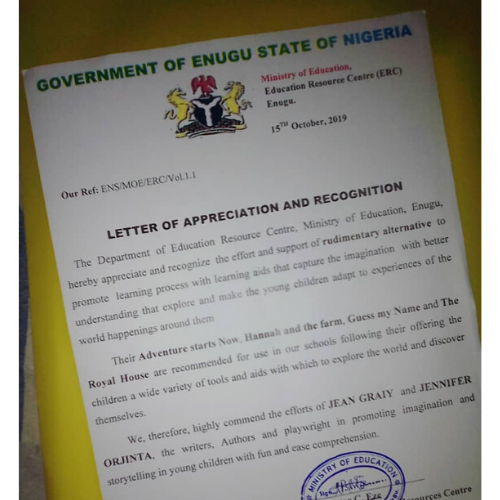 GOVERNMENT OF ENUGU STATE OF NIGERIA
Ministry of Education,
Education Resource Centre (ERC)
Enugu.
15TH October, 2019
Our Ref: ENS/MOE/ERC/Vol.1.1
LETTER OF APPRECIATION AND RECOGNITION
The Department of Education Resource Centre, Ministry of Education, Enugu,
hereby appreciate and recognize the effort and support of rudimentary alternative to
promote learning process with learning aids that capture the imagination with better
understanding that explore and make the young children adapt to experiences of the
world happenings around them
Their Adventure starts Now, Hannah and the farm, Guess my Name and The
Royal House are recommended for use in our schools following their offering the
children a wide variety of tools and aids with which to explore the world and discover
themselves.
We, therefore, highly commend the efforts of JEAN GRAIY and JENNIFER
ORJINTA, the writers, Authors and playwright in promoting imagination and
storytelling in young children with fun and ease comprehension.
MINISTRY OF EDUCATION
C. Eze
Resources Centre